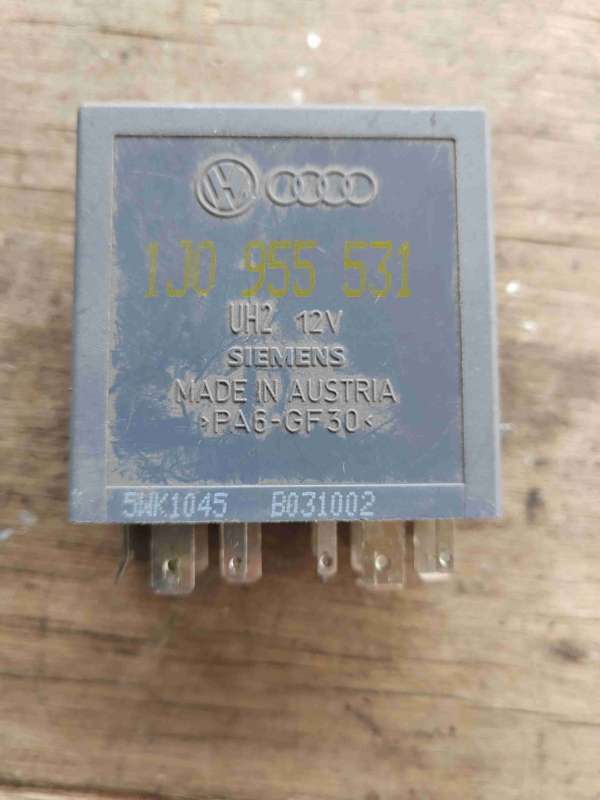 1J0 955 531
UH2 12V
SIEMENS
MADE IN AUSTRIA
>PA6-GF30<
5WK1045 B031002